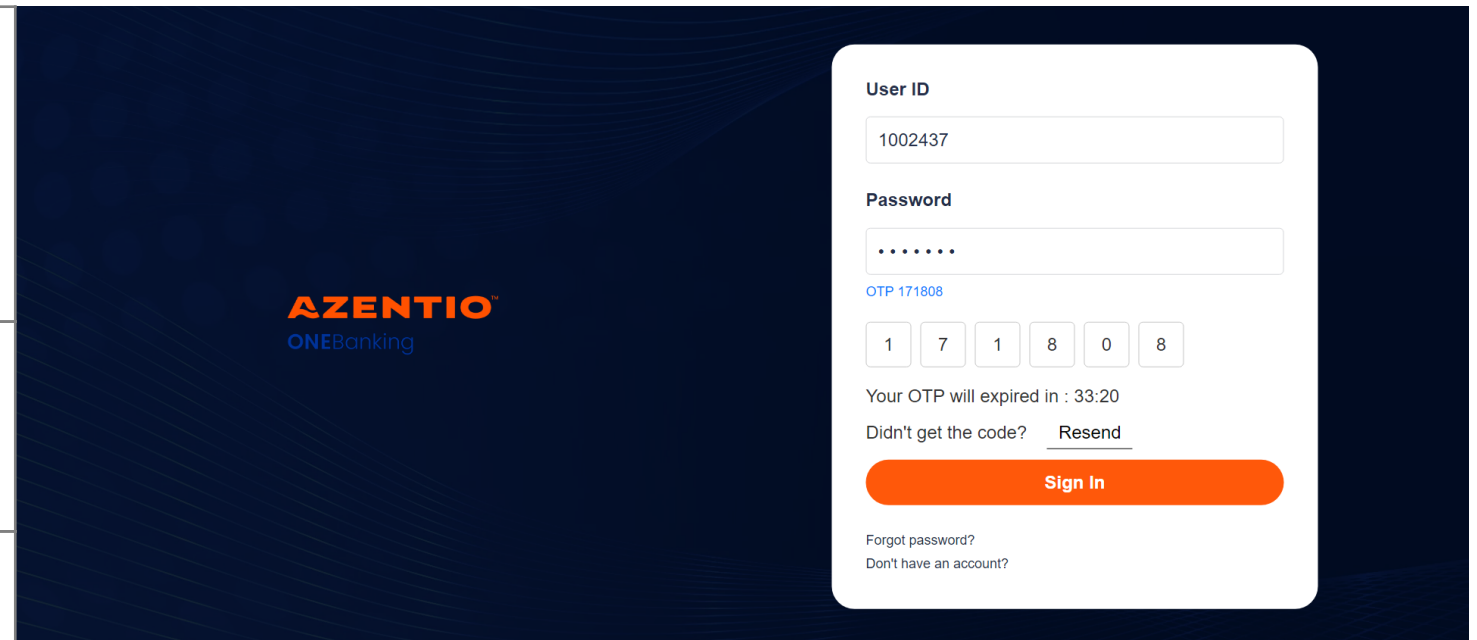 AZENTIO™
ONEBanking
User ID
1002437
Password
•••••••
OTP 171808
1 7 1 8 0 8
Your OTP will expired in : 33:20
Didn't get the code? Resend
Sign In
Forgot password?
Don't have an account?